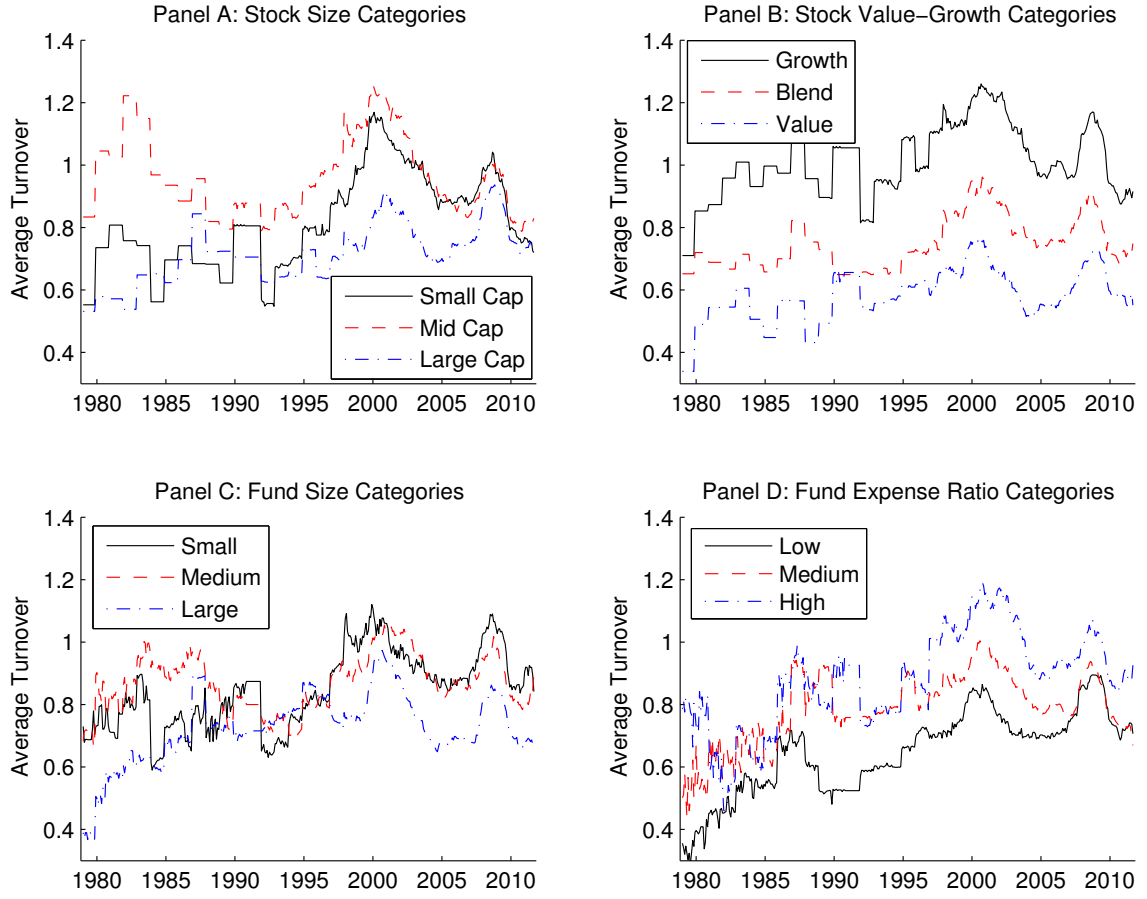 Panel A: Stock Size Categories
Average Turnover
1.4
1.2
1
0.8
0.6
0.4
Small Cap
Mid Cap
Large Cap
1980 1985 1990 1995 2000 2005 2010
Panel B: Stock Value−Growth Categories
Average Turnover
1.4
1.2
1
0.8
0.6
0.4
Growth
Blend
Value
1980 1985 1990 1995 2000 2005 2010
Panel C: Fund Size Categories
Average Turnover
1.4
1.2
1
0.8
0.6
0.4
Small
Medium
Large
1980 1985 1990 1995 2000 2005 2010
Panel D: Fund Expense Ratio Categories
Average Turnover
1.4
1.2
1
0.8
0.6
0.4
Low
Medium
High
1980 1985 1990 1995 2000 2005 2010